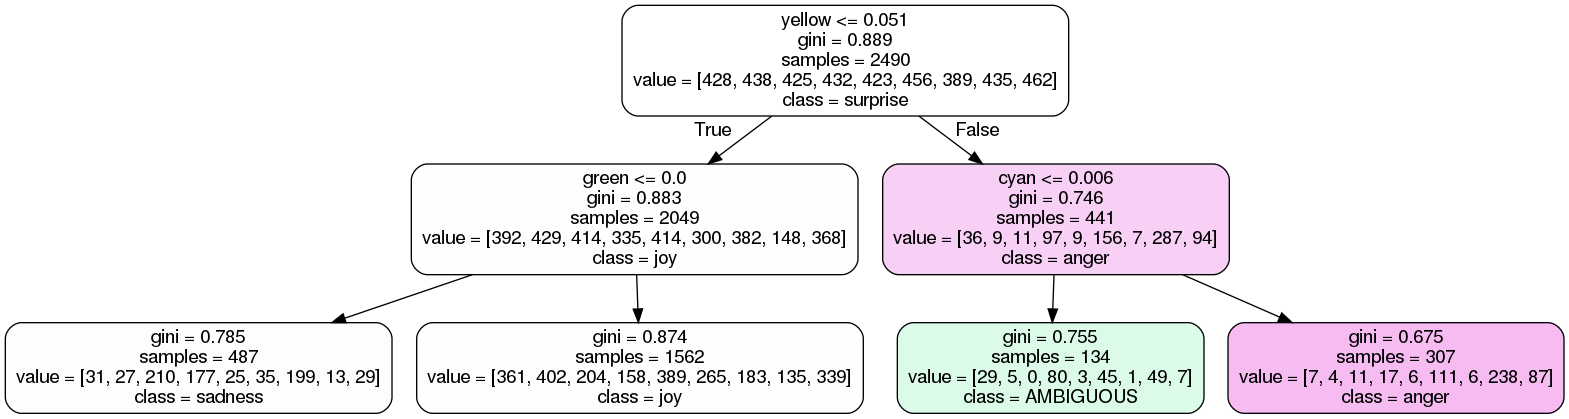 yellow <= 0.051
gini = 0.889
samples = 2490
value = [428, 438, 425, 432, 423, 456, 389, 435, 462]
class = surprise
True
False
green <= 0.0
gini = 0.883
samples = 2049
value = [392, 429, 414, 335, 414, 300, 382, 148, 368]
class = joy
cyan <= 0.006
gini = 0.746
samples = 441
value = [36, 9, 11, 97, 9, 156, 7, 287, 94]
class = anger
gini = 0.785
samples = 487
value = [31, 27, 210, 177, 25, 35, 199, 13, 29]
class = sadness
gini = 0.874
samples = 1562
value = [361, 402, 204, 158, 389, 265, 183, 135, 339]
class = joy
gini = 0.755
samples = 134
value = [29, 5, 0, 80, 3, 45, 1, 49, 7]
class = AMBIGUOUS
gini = 0.675
samples = 307
value = [7, 4, 11, 17, 6, 111, 6, 238, 87]
class = anger